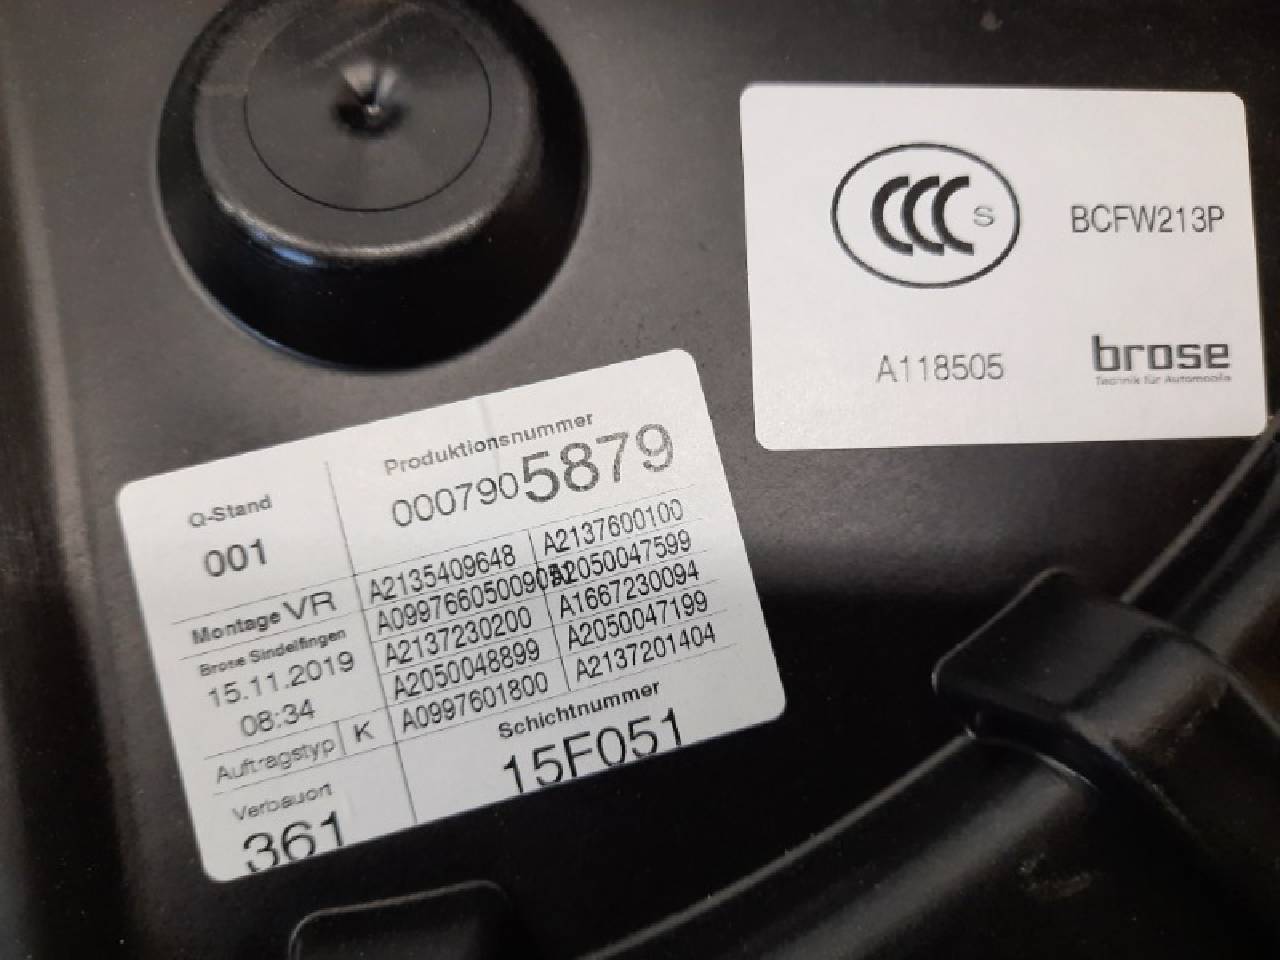 CCC S
BCFW213P
A118505
brose
Technik für Automobile
Q-Stand
001
Produktionsnummer
0007905879
Montage VR
Brose Sindelfingen
15.11.2019
08:34
Auftragstyp K
A2135409648 A2137600100
A2050047599
A2137230200 A1667230094
A2050048899 A2050047199
A0997601800 A2137201404
Verbauort
361
Schichtnummer
15F051